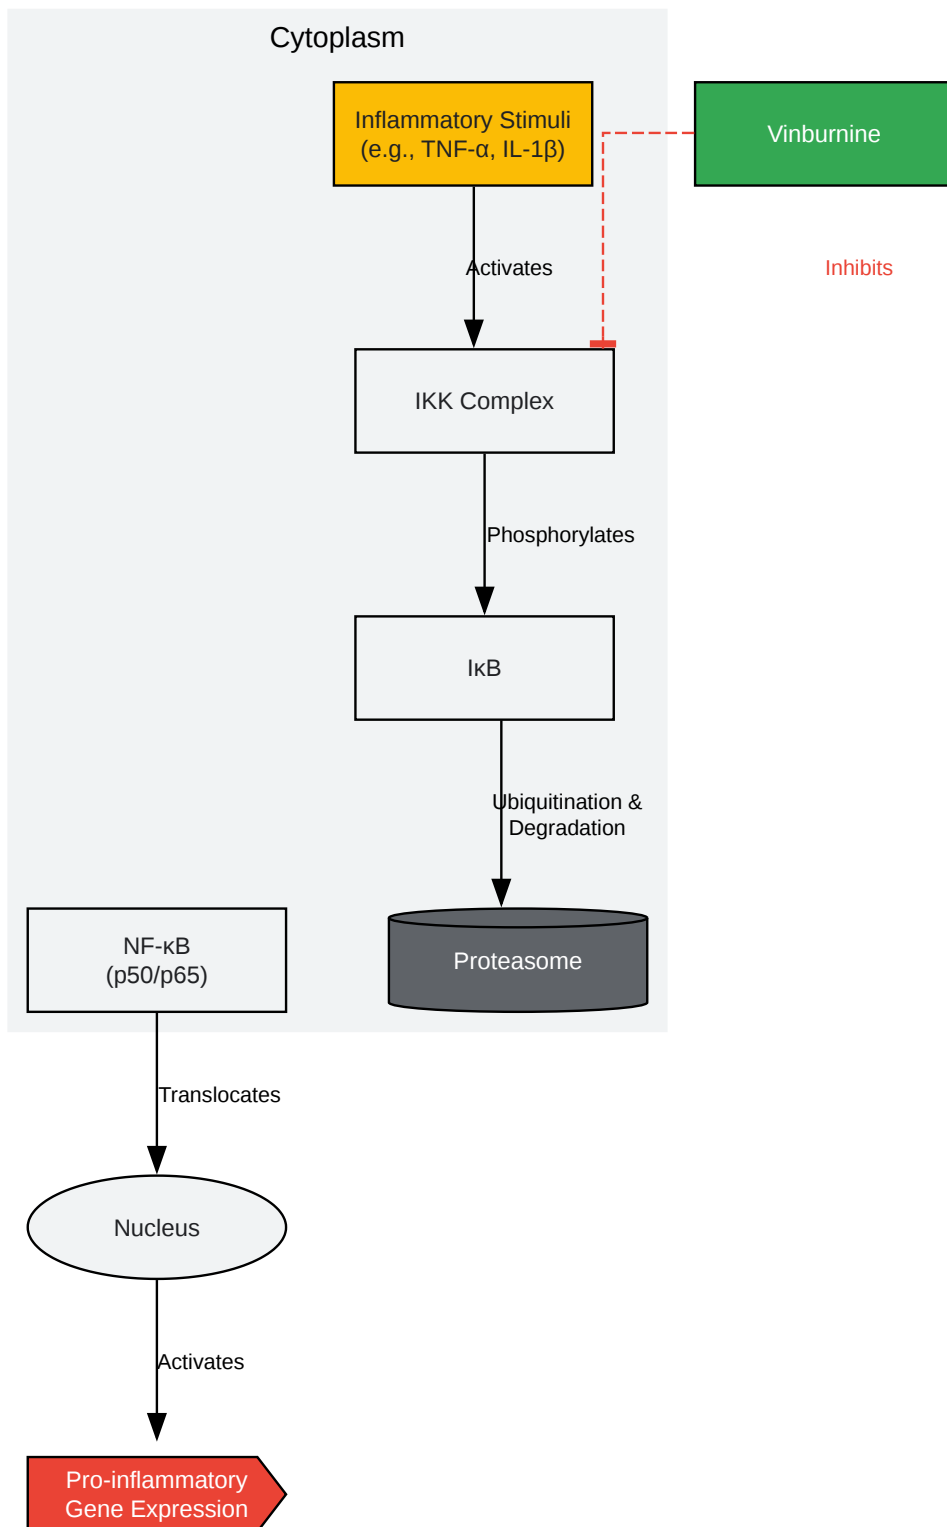 Cytoplasm
Inflammatory Stimuli
(e.g., TNF-α, IL-1β)
Vinburnine
Activates
Inhibits
IKK Complex
Phosphorylates
IκB
Ubiquitination &
Degradation
NF-κB
(p50/p65)
Proteasome
Translocates
Nucleus
Activates
Pro-inflammatory
Gene Expression